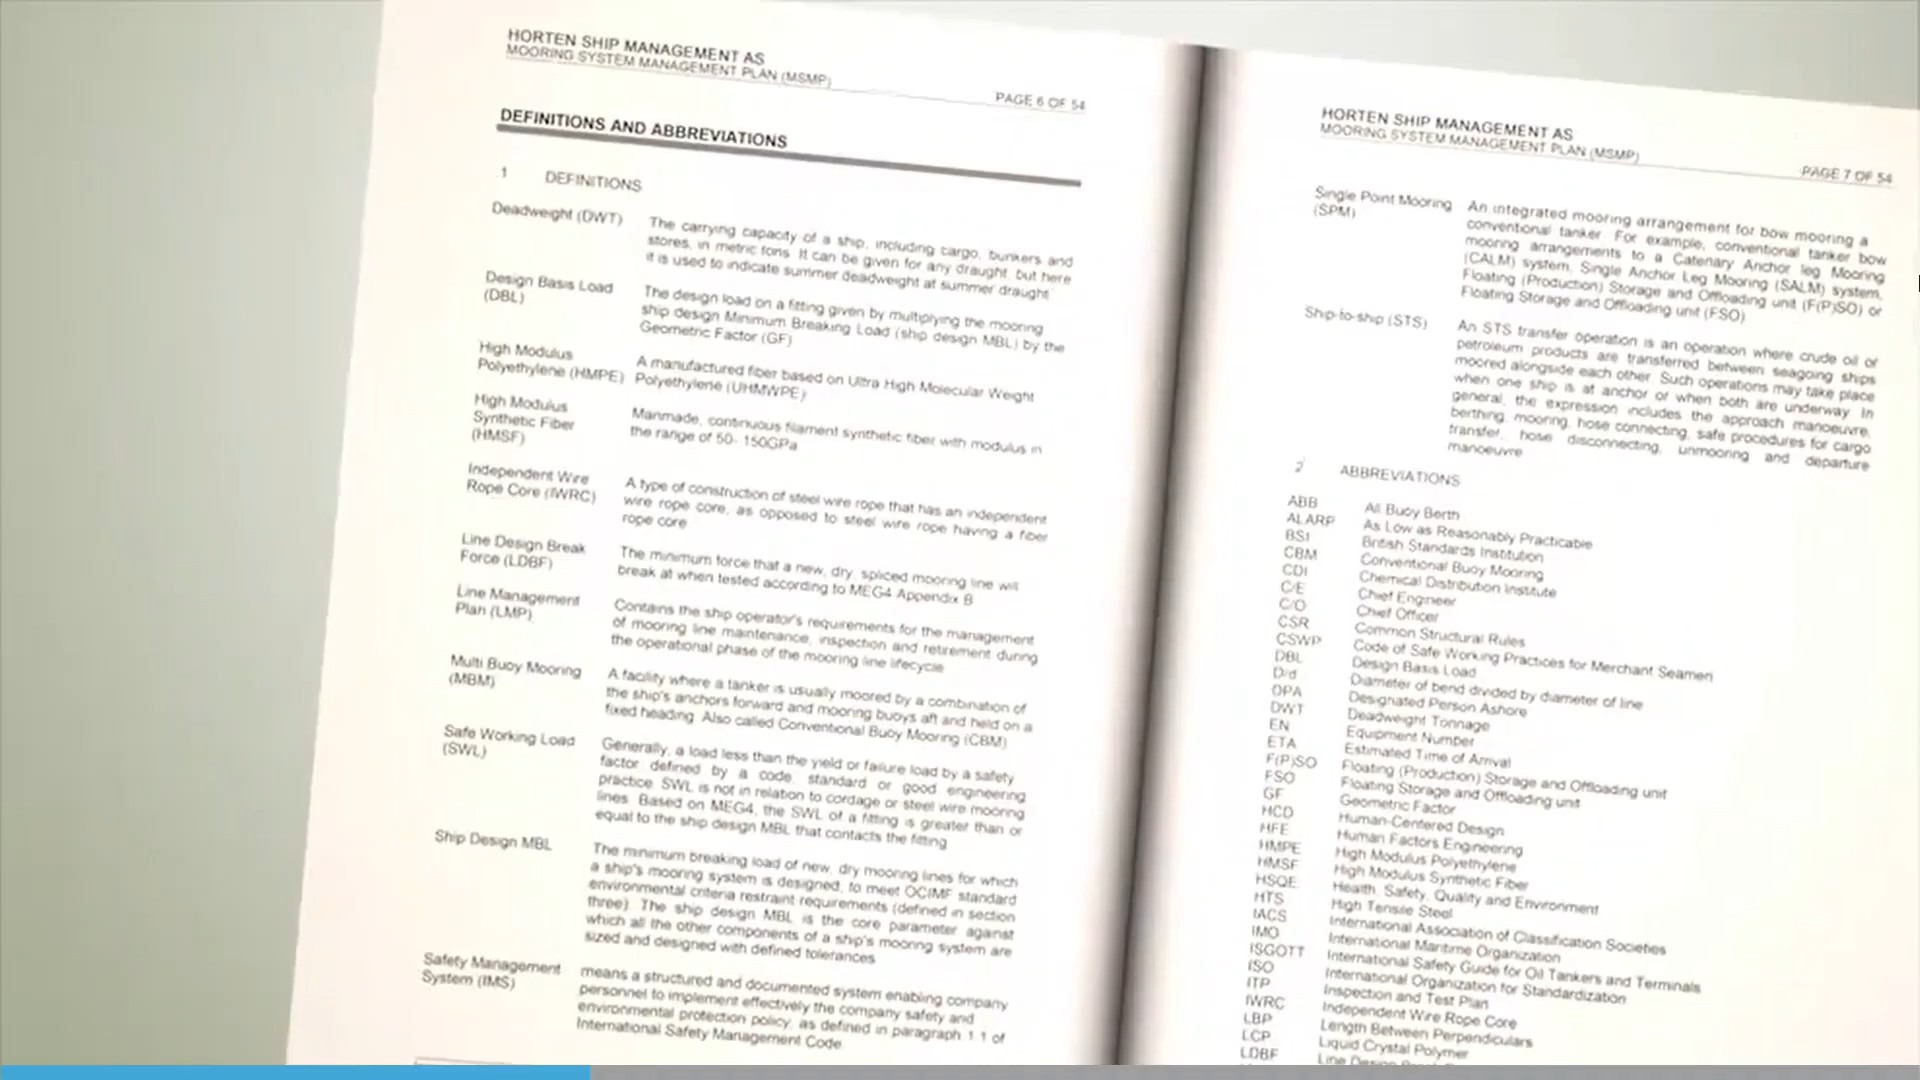 HORTEN SHIP MANAGEMENT AS
MOORING SYSTEM MANAGEMENT PLAN (MSMP)
PAGE 6 OF 54
DEFINITIONS AND ABBREVIATIONS
1 DEFINITIONS
Deadweight (DWT)
The carrying capacity of a ship, including cargo, bunkers and
stores, in metric tons. It can be given for any draught, but here
it is used to indicate summer deadweight at summer draught
Design Basis Load
(DBL)
The design load on a fitting given by multiplying the mooring
ship design Minimum Breaking Load (ship design MBL) by the
Geometric Factor (GF)
High Modulus
Polyethylene (HMPE)
A manufactured fiber based on Ultra High Molecular Weight
Polyethylene (UHMWPE)
High Modulus
Synthetic Fiber
(HMSF)
Manmade, continuous filament synthetic fiber with modulus in
the range of 50- 150GPa
Independent Wire
Rope Core (IWRC)
A type of construction of steel wire rope that has an independent
wire rope core, as opposed to steel wire rope having a fiber
rope core
Line Design Break
Force (LDBF)
The minimum force that a new, dry, spliced mooring line will
break at when tested according to MEG4 Appendix B
Line Management
Plan (LMP)
Contains the ship operator's requirements for the management
of mooring line maintenance, inspection and retirement during
the operational phase of the mooring line lifecycle
Multi Buoy Mooring
(MBM)
A facility where a tanker is usually moored by a combination of
the ship's anchors forward and mooring buoys aft and held on a
fixed heading. Also called Conventional Buoy Mooring (CBM)
Safe Working Load
(SWL)
Generally, a load less than the yield or failure load by a safety
factor defined by a code, standard or good engineering
practice. SWL is not in relation to cordage or steel wire mooring
lines. Based on MEG4, the SWL of a fitting is greater than or
equal to the ship design MBL that contacts the fitting
Ship Design MBL
The minimum breaking load of new, dry mooring lines for which
a ship's mooring system is designed, to meet OCIMF standard
environmental criteria restraint requirements (defined in section
three). The ship design MBL is the core parameter against
which all the other components of a ship's mooring system are
sized and designed with defined tolerances
Safety Management
System (IMS)
means a structured and documented system enabling company
personnel to implement effectively the company safety and
environmental protection policy, as defined in paragraph 1.1 of
International Safety Management Code
HORTEN SHIP MANAGEMENT AS
MOORING SYSTEM MANAGEMENT PLAN (MSMP)
PAGE 7 OF 54
Single Point Mooring
(SPM)
An integrated mooring arrangement for bow mooring a
conventional tanker. For example, conventional tanker bow
mooring arrangements to a Catenary Anchor leg Mooring
(CALM) system, Single Anchor Leg Mooring (SALM) system,
Floating (Production) Storage and Offloading unit (F(P)SO) or
Floating Storage and Offloading unit (FSO)
Ship-to-ship (STS)
An STS transfer operation is an operation where crude oil or
petroleum products are transferred between seagoing ships
moored alongside each other. Such operations may take place
when one ship is at anchor or when both are underway. In
general, the expression includes the approach manoeuvre,
berthing, mooring, hose connecting, safe procedures for cargo
transfer, hose disconnecting, unmooring and departure
manoeuvre
2 ABBREVIATIONS
ABB All Buoy Berth
ALARP As Low as Reasonably Practicable
BSI British Standards Institution
CBM Conventional Buoy Mooring
CDI Chemical Distribution Institute
C/E Chief Engineer
C/O Chief Officer
CSR Common Structural Rules
CSWP Code of Safe Working Practices for Merchant Seamen
DBL Design Basis Load
D/d Diameter of bend divided by diameter of line
DPA Designated Person Ashore
DWT Deadweight Tonnage
EN Equipment Number
ETA Estimated Time of Arrival
F(P)SO Floating (Production) Storage and Offloading unit
FSO Floating Storage and Offloading unit
GF Geometric Factor
HCD Human-Centered Design
HFE Human Factors Engineering
HMPE High Modulus Polyethylene
HMSF High Modulus Synthetic Fiber
HSQE Health, Safety, Quality and Environment
HTS High Tensile Steel
IACS International Association of Classification Societies
IMO International Maritime Organization
ISGOTT International Safety Guide for Oil Tankers and Terminals
ISO International Organization for Standardization
ITP Inspection and Test Plan
IWRC Independent Wire Rope Core
LBP Length Between Perpendiculars
LCP Liquid Crystal Polymer
LDBF Line Design